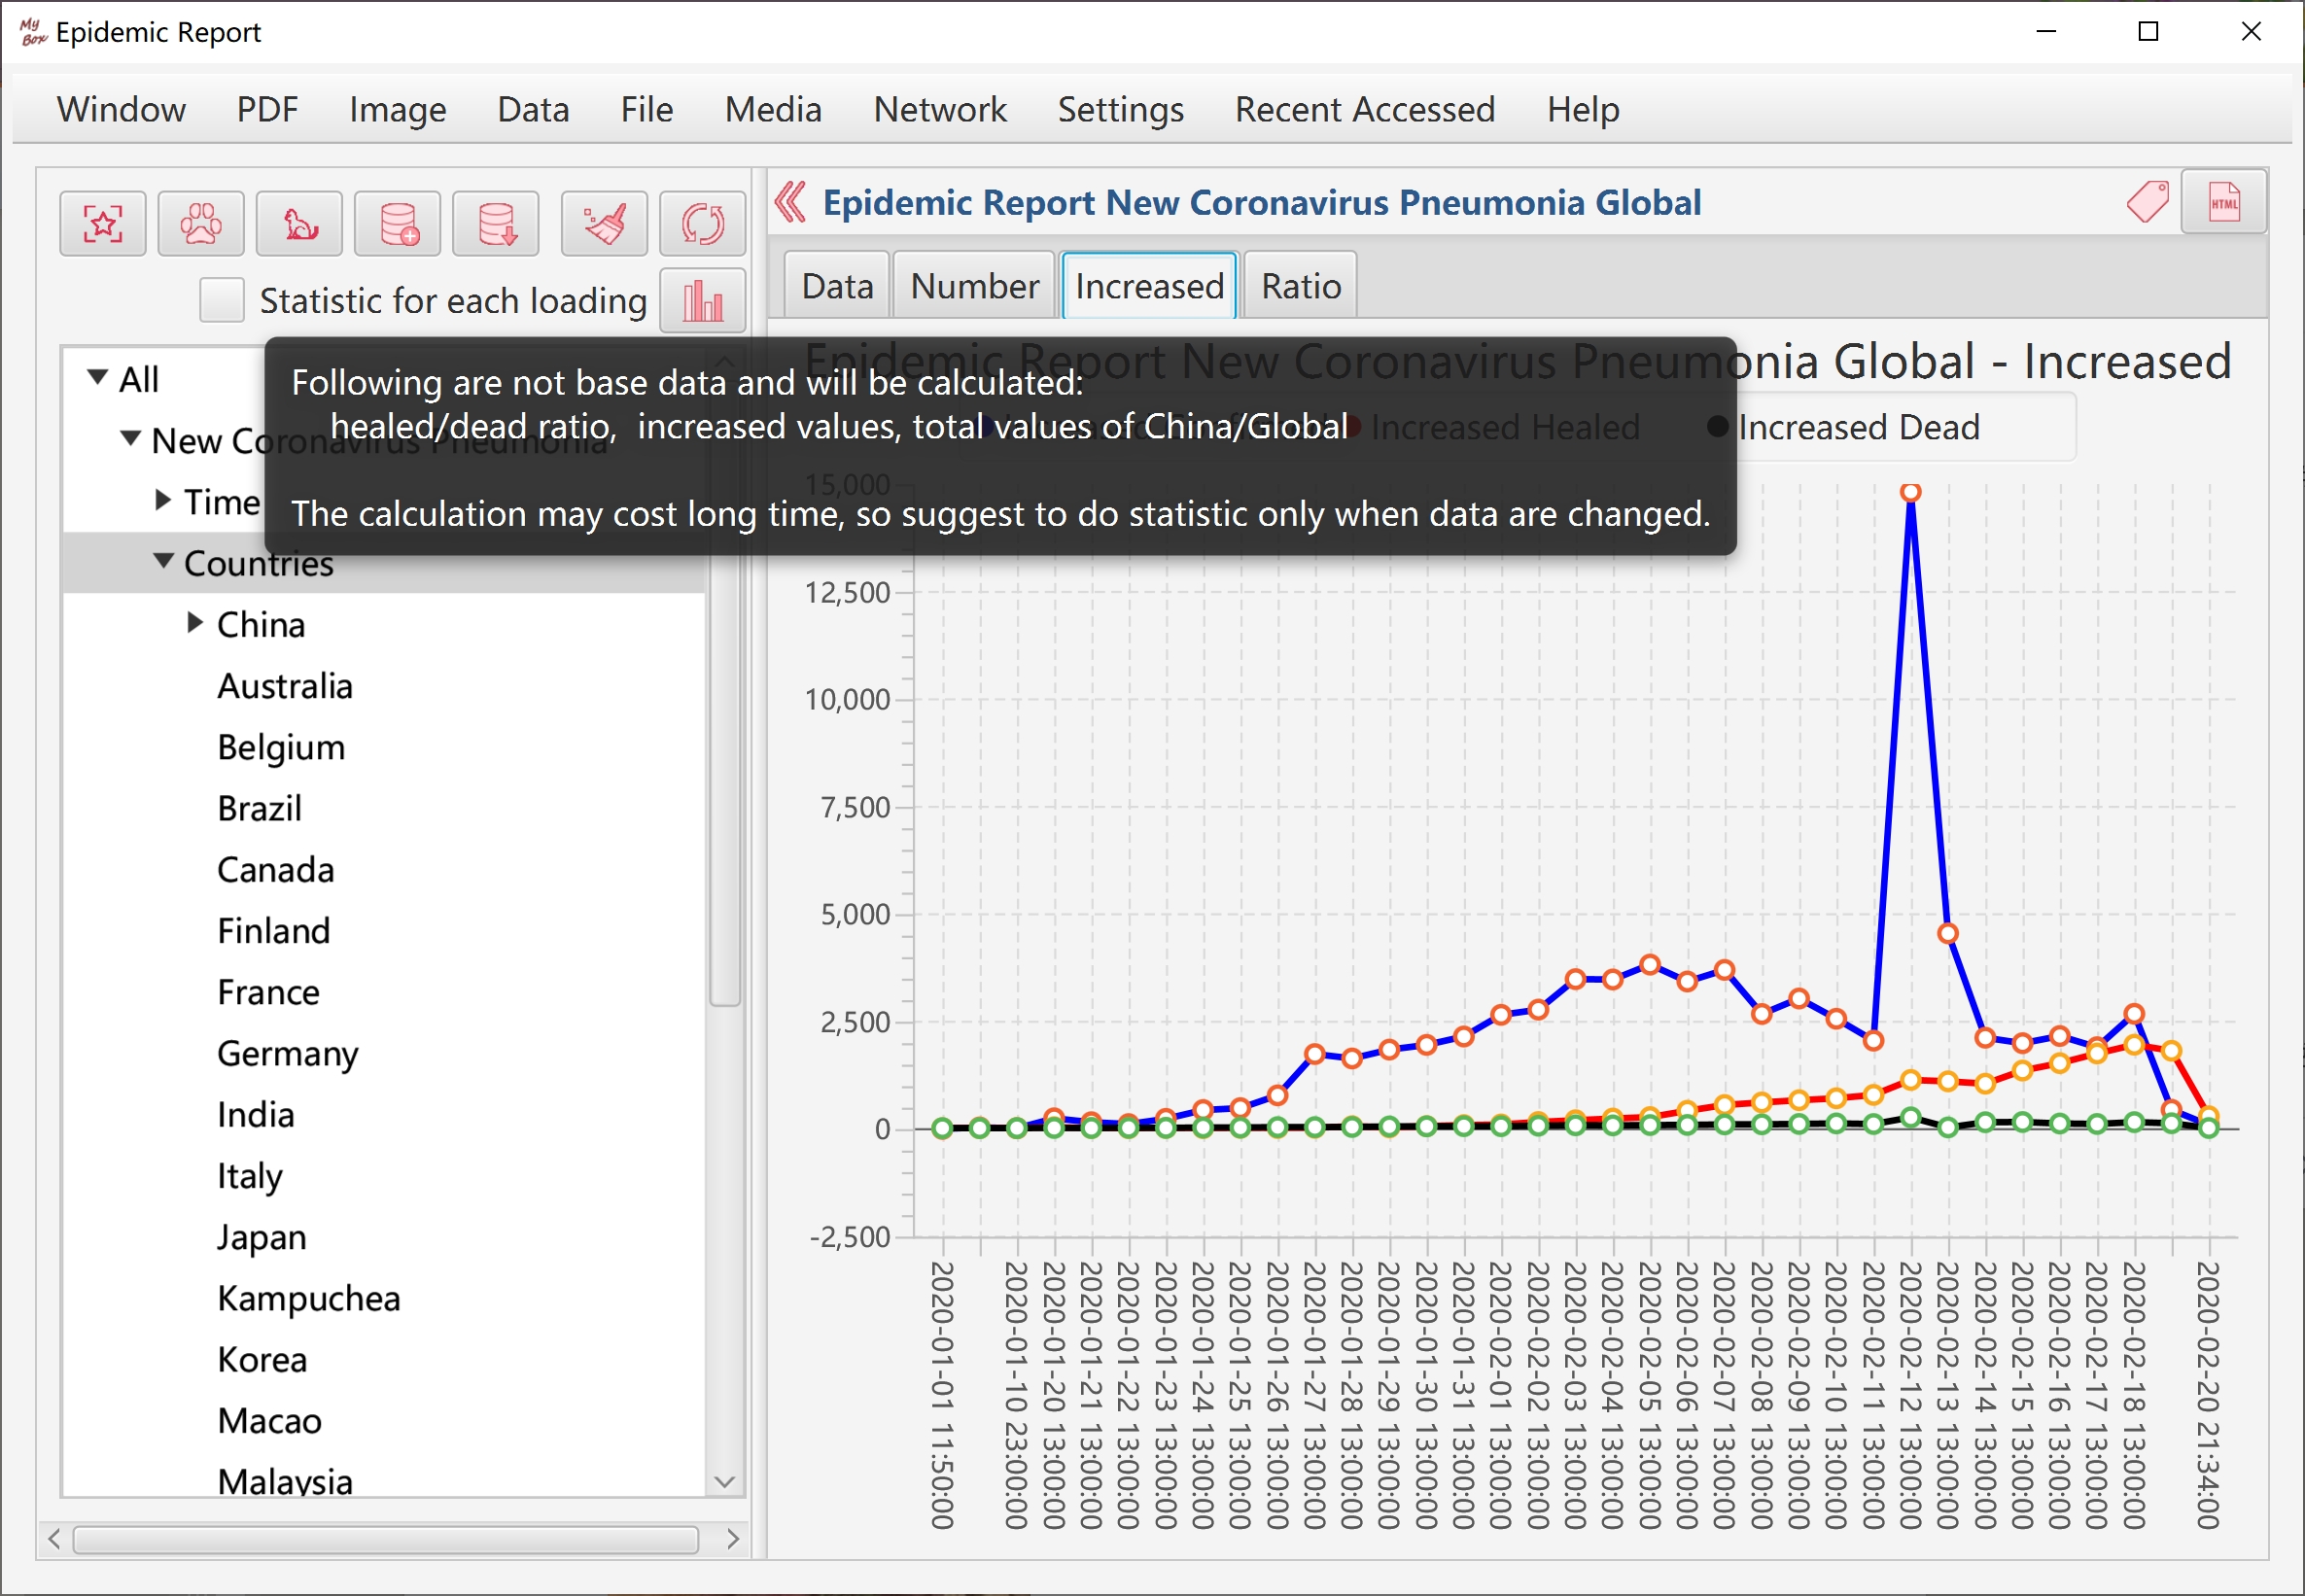 My Box Epidemic Report
Window PDF Image Data File Media Network Settings Recent Accessed Help
Epidemic Report New Coronavirus Pneumonia Global
HTML
Data Number Increased Ratio
Statistic for each loading
Epidemic Report New Coronavirus Pneumonia Global - Increased
Following are not base data and will be calculated:
healed/dead ratio, increased values, total values of China/Global
The calculation may cost long time, so suggest to do statistic only when data are changed.
Increased Healed
Increased Dead
All
New Coronavirus Pneumonia
Time
Countries
China
Australia
Belgium
Brazil
Canada
Finland
France
Germany
India
Italy
Japan
Kampuchea
Korea
Macao
Malaysia
15,000
12,500
10,000
7,500
5,000
2,500
0
-2,500
2020-01-01 11:50:00
2020-01-10 23:00:00
2020-01-20 13:00:00
2020-01-21 13:00:00
2020-01-22 13:00:00
2020-01-23 13:00:00
2020-01-24 13:00:00
2020-01-25 13:00:00
2020-01-26 13:00:00
2020-01-27 13:00:00
2020-01-28 13:00:00
2020-01-29 13:00:00
2020-01-30 13:00:00
2020-01-31 13:00:00
2020-02-01 13:00:00
2020-02-02 13:00:00
2020-02-03 13:00:00
2020-02-04 13:00:00
2020-02-05 13:00:00
2020-02-06 13:00:00
2020-02-07 13:00:00
2020-02-08 13:00:00
2020-02-09 13:00:00
2020-02-10 13:00:00
2020-02-11 13:00:00
2020-02-12 13:00:00
2020-02-13 13:00:00
2020-02-14 13:00:00
2020-02-15 13:00:00
2020-02-16 13:00:00
2020-02-17 13:00:00
2020-02-18 13:00:00
2020-02-20 21:34:00